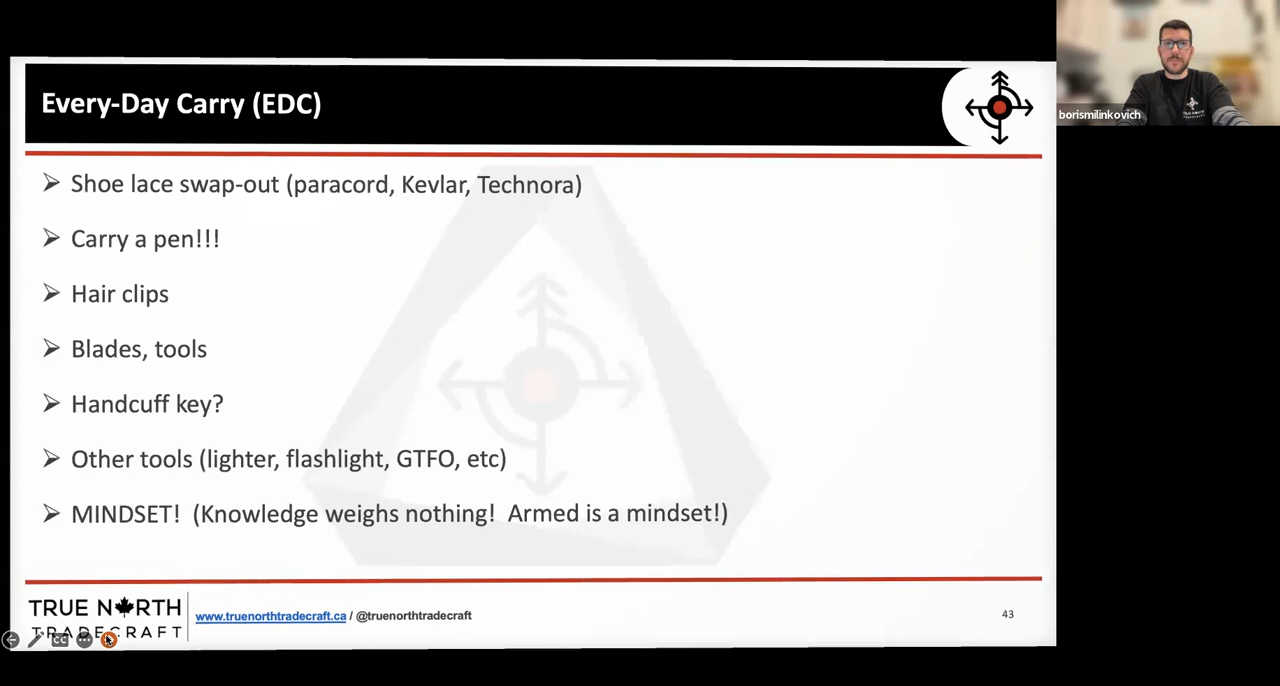 Every-Day Carry (EDC)
borismilinkovich
Shoe lace swap-out (paracord, Kevlar, Technora)
Carry a pen!!!
Hair clips
Blades, tools
Handcuff key?
Other tools (lighter, flashlight, GTFO, etc)
MINDSET!  (Knowledge weighs nothing!  Armed is a mindset!)
TRUE NORTH
TRADECRAFT
www.truenorthtradecraft.ca / @truenorthtradecraft
43
CC